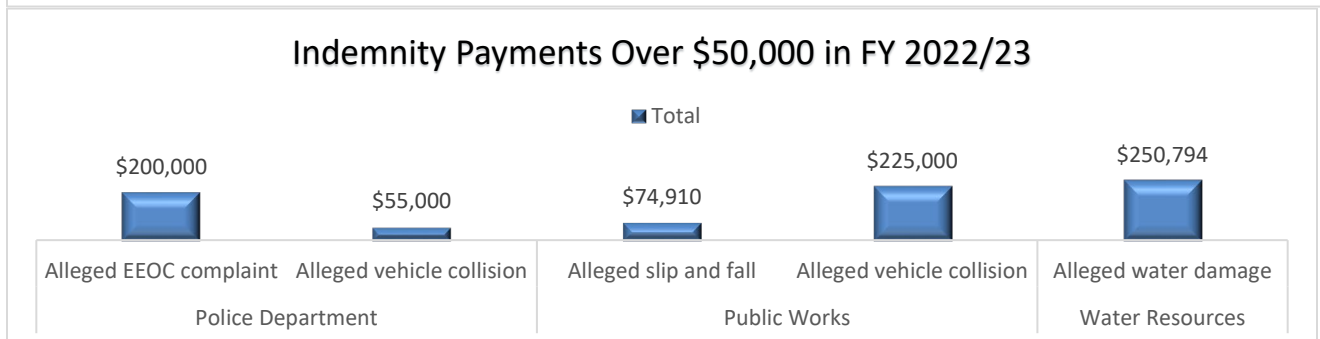 Indemnity Payments Over $50,000 in FY 2022/23
Total
$200,000
$55,000
$74,910
$225,000
$250,794
Alleged EEOC complaint
Alleged vehicle collision
Alleged slip and fall
Alleged vehicle collision
Alleged water damage
Police Department
Public Works
Water Resources